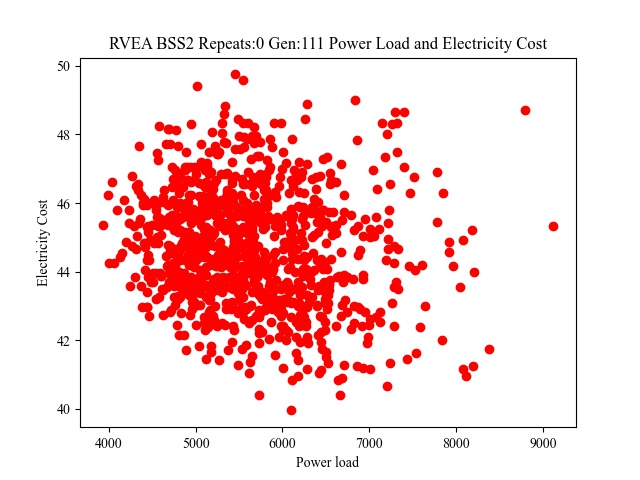 RVEA BSS2 Repeats:0 Gen:111 Power Load and Electricity Cost
50
48
46
44
42
40
Electricity Cost
4000 5000 6000 7000 8000 9000
Power load